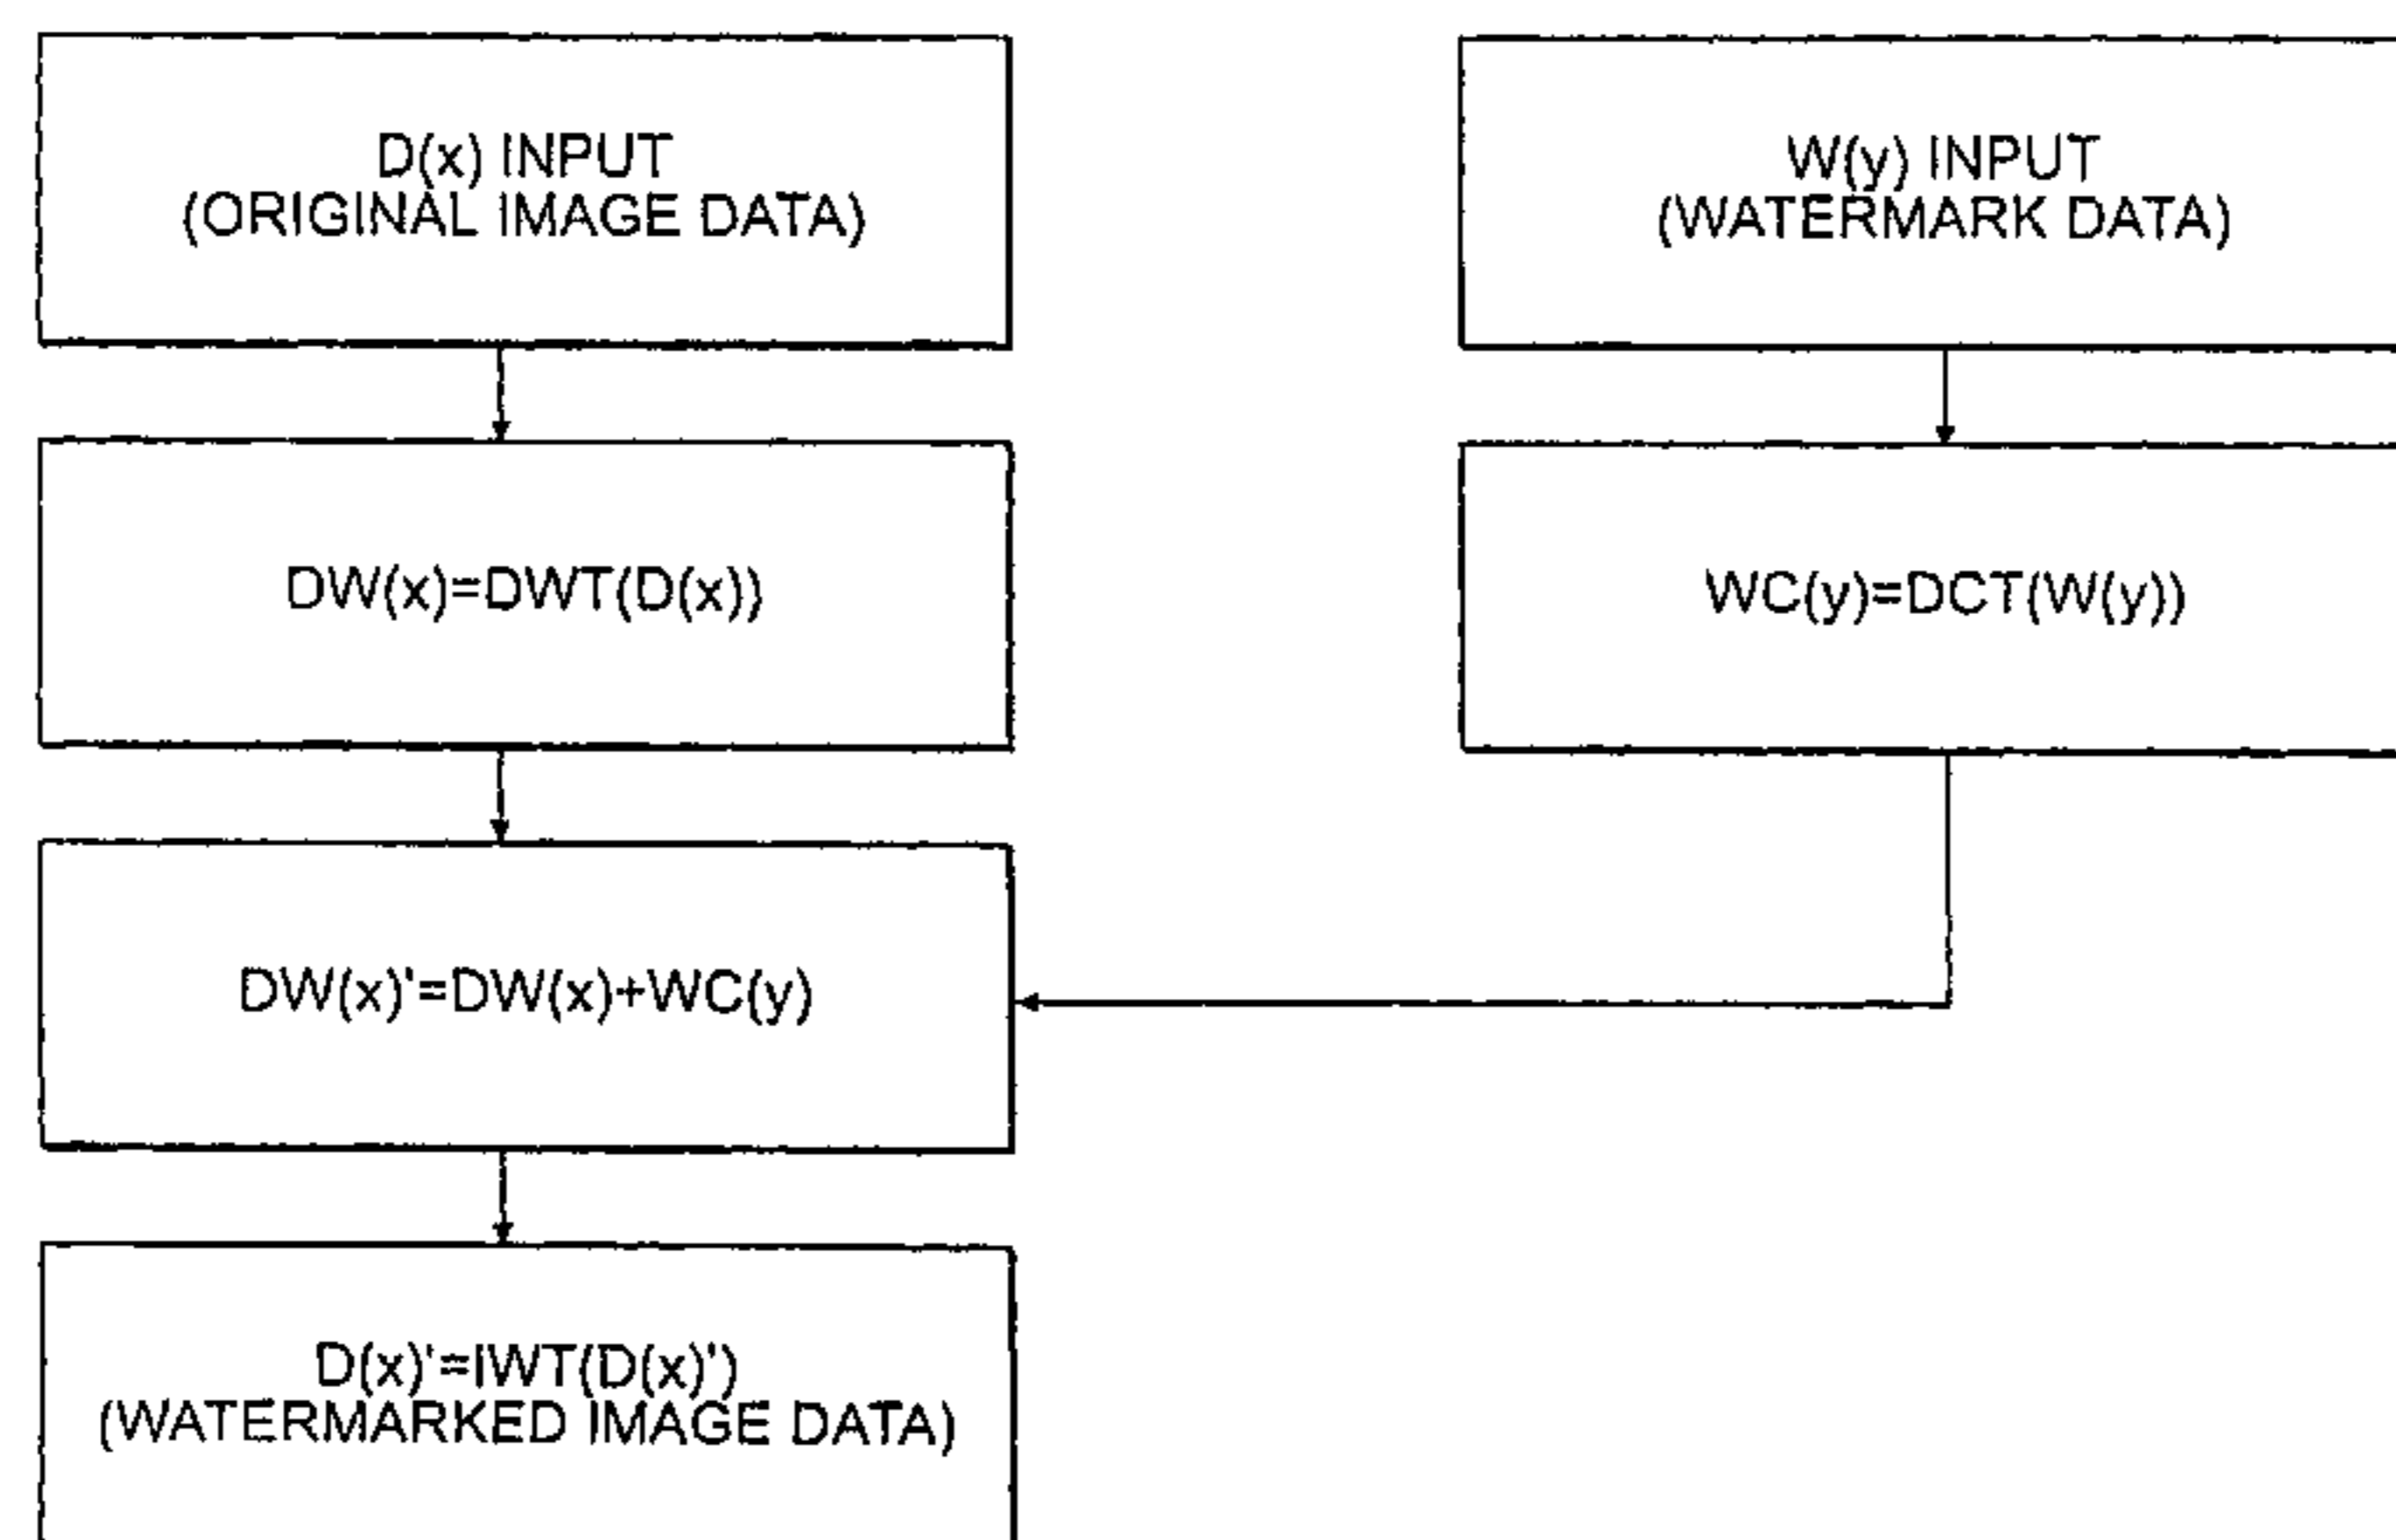 D(x) INPUT
(ORIGINAL IMAGE DATA)
W(y) INPUT
(WATERMARK DATA)
DW(x)=DWT(D(x))
WC(y)=DCT(W(y))
DW(x)'=DW(x)+WC(y)
D(x)'=IWT(D(x)')
(WATERMARKED IMAGE DATA)